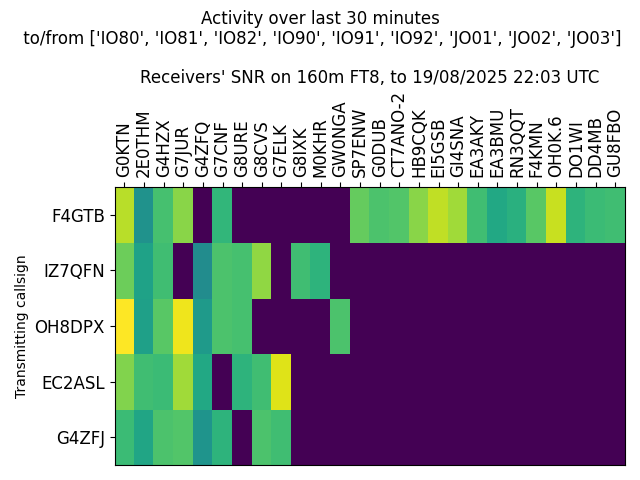 Activity over last 30 minutes
to/from ['IO80', 'IO81', 'IO82', 'IO90', 'IO91', 'IO92', 'JO01', 'JO02', 'JO03']
Receivers' SNR on 160m FT8, to 19/08/2025 22:03 UTC
G0KTN
2E0THM
G4HZX
G7JUR
G4ZFQ
G7CNF
G8URE
G8CVS
G7ELK
G8IXK
M0KHR
GW0NGA
SP7ENW
G0DUB
CT7ANO-2
HB9CQK
EI5GSB
GI4SNA
EA3AKY
EA3BMU
RN3QQT
F4KMN
OH0K.6
DO1WI
DD4MB
GU8FBO
Transmitting callsign
F4GTB
IZ7QFN
OH8DPX
EC2ASL
G4ZFJ